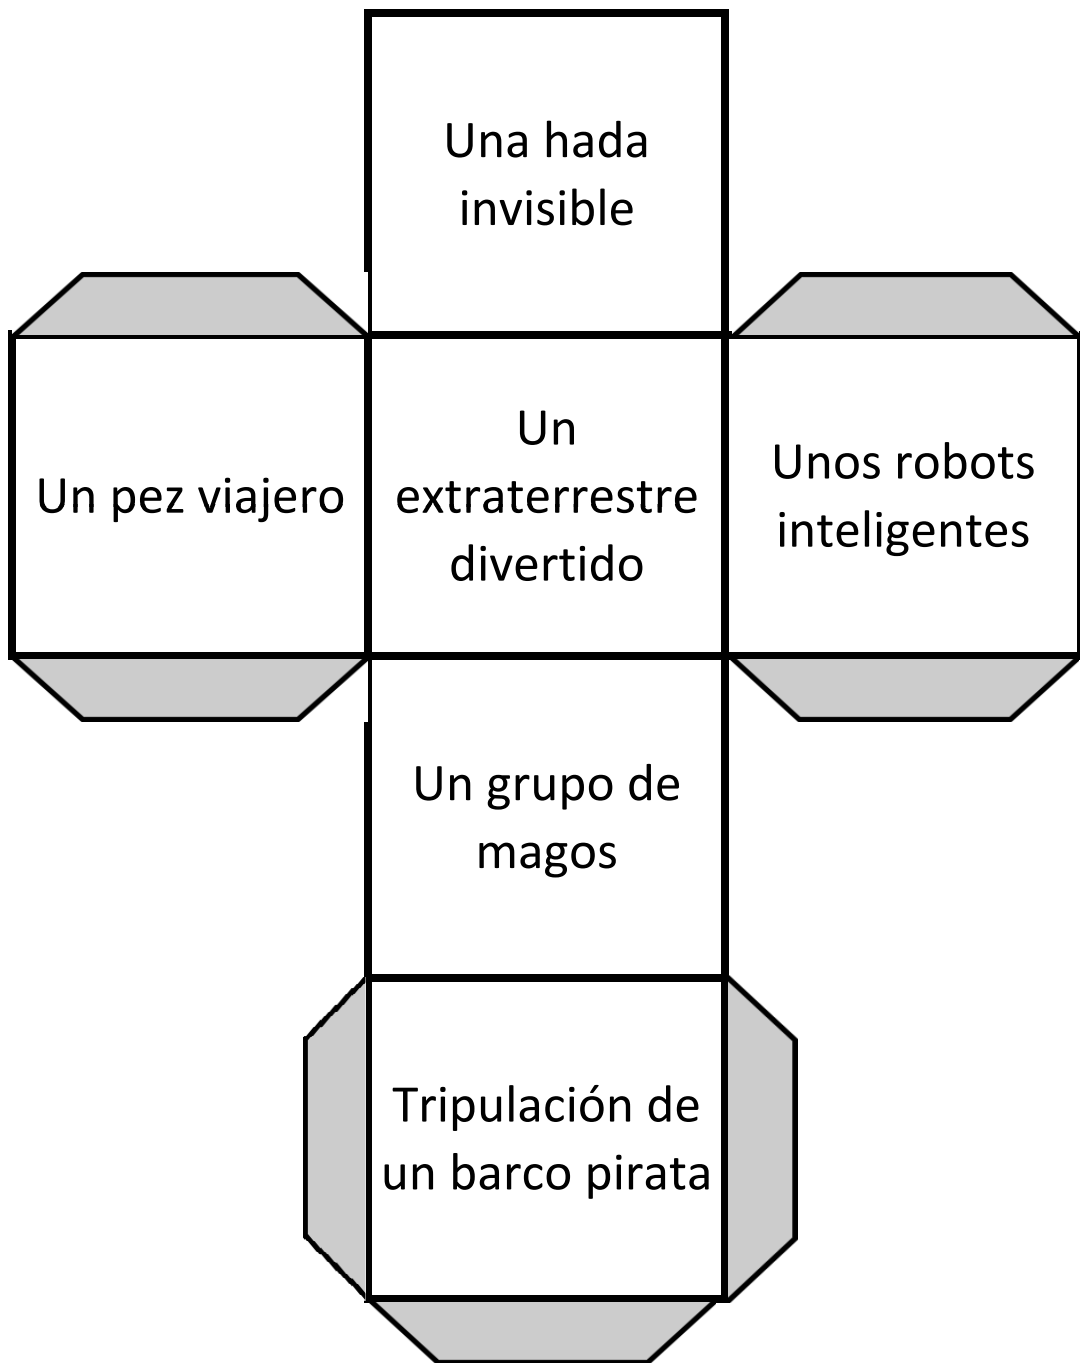 Una hada
invisible
Un pez viajero
Un
extraterrestre
divertido
Unos robots
inteligentes
Un grupo de
magos
Tripulación de
un barco pirata